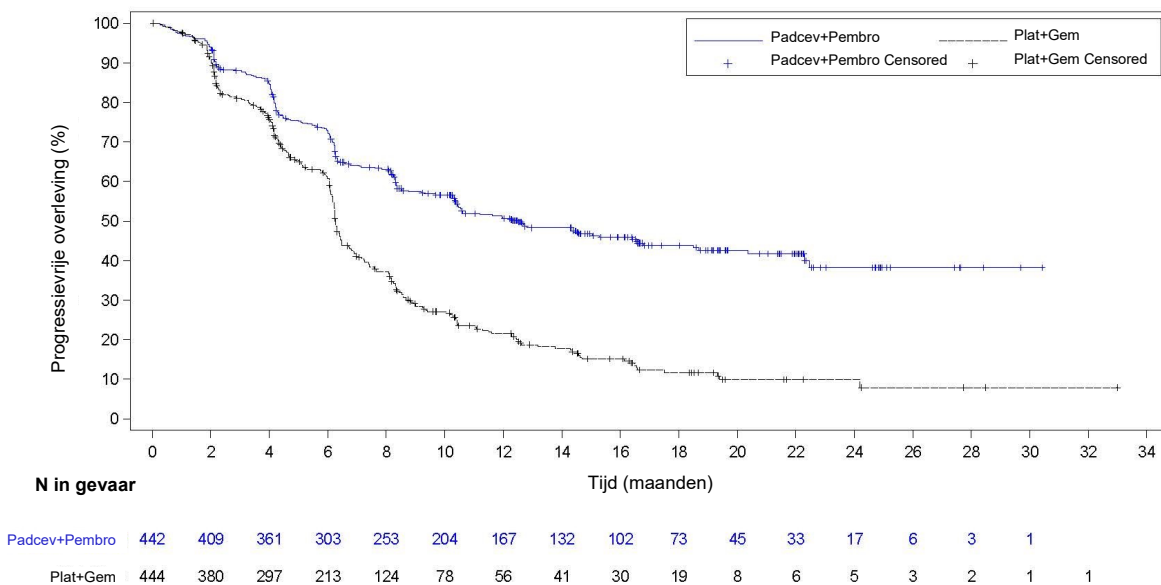 Progressievrije overleving (%)
100
90
80
70
60
50
40
30
20
10
0
Padcev+Pembro Plat+Gem
Padcev+Pembro Censored Plat+Gem Censored
0 2 4 6 8 10 12 14 16 18 20 22 24 26 28 30 32 34
Tijd (maanden)
N in gevaar
Padcev+Pembro 442 409 361 303 253 204 167 132 102 73 45 33 17 6 3 1
Plat+Gem 444 380 297 213 124 78 56 41 30 19 8 6 5 3 2 1 1